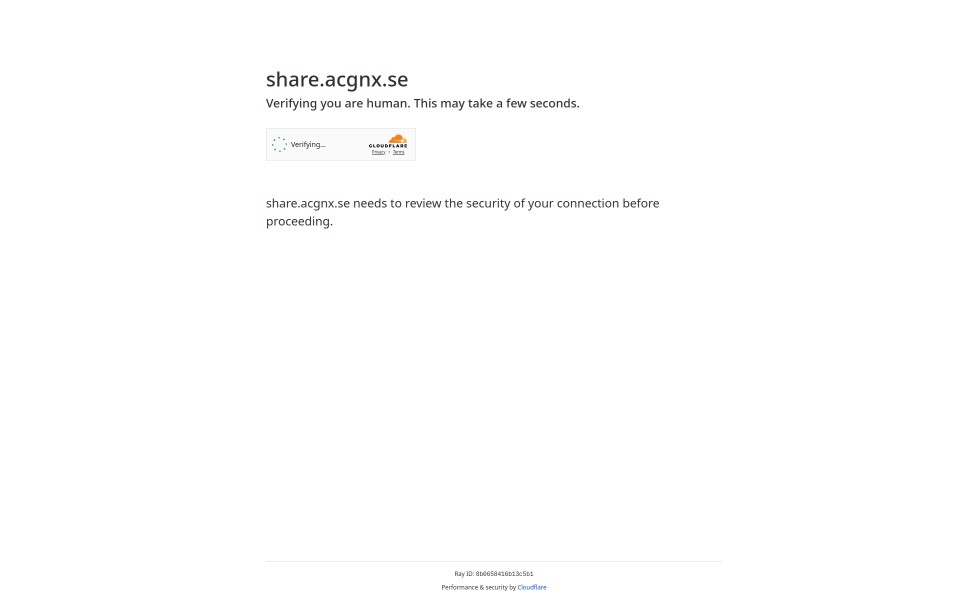 share.acgnx.se
Verifying you are human. This may take a few seconds.
Verifying...
CLOUDFLARE
Privacy • Terms
share.acgnx.se needs to review the security of your connection before
proceeding.
Ray ID: 8b0658416b13c5b1
Performance & security by Cloudflare